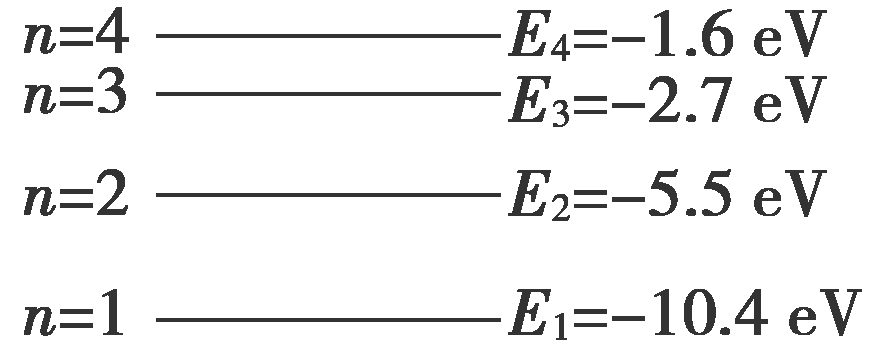 n=4 E₄=−1.6 eV
n=3 E₃=−2.7 eV
n=2 E₂=−5.5 eV
n=1 E₁=−10.4 eV